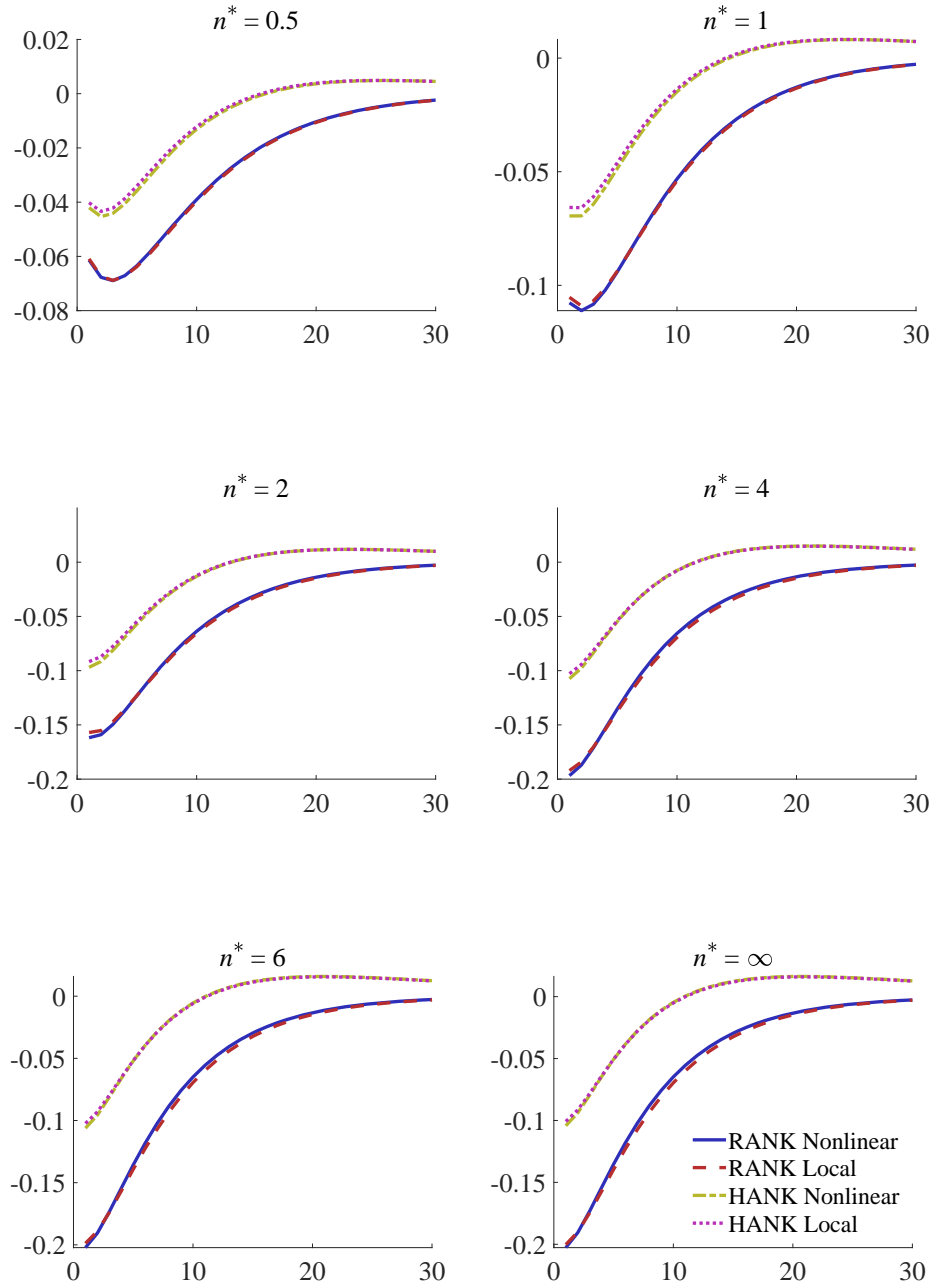 n* = 0.5
0.02
0
-0.02
-0.04
-0.06
-0.08
0 10 20 30
n* = 1
0
-0.05
-0.1
0 10 20 30
n* = 2
0
-0.05
-0.1
-0.15
-0.2
0 10 20 30
n* = 4
0
-0.05
-0.1
-0.15
-0.2
0 10 20 30
n* = 6
0
-0.05
-0.1
-0.15
-0.2
0 10 20 30
n* = ∞
0
-0.05
-0.1
-0.15
-0.2
0 10 20 30
RANK Nonlinear
RANK Local
HANK Nonlinear
HANK Local